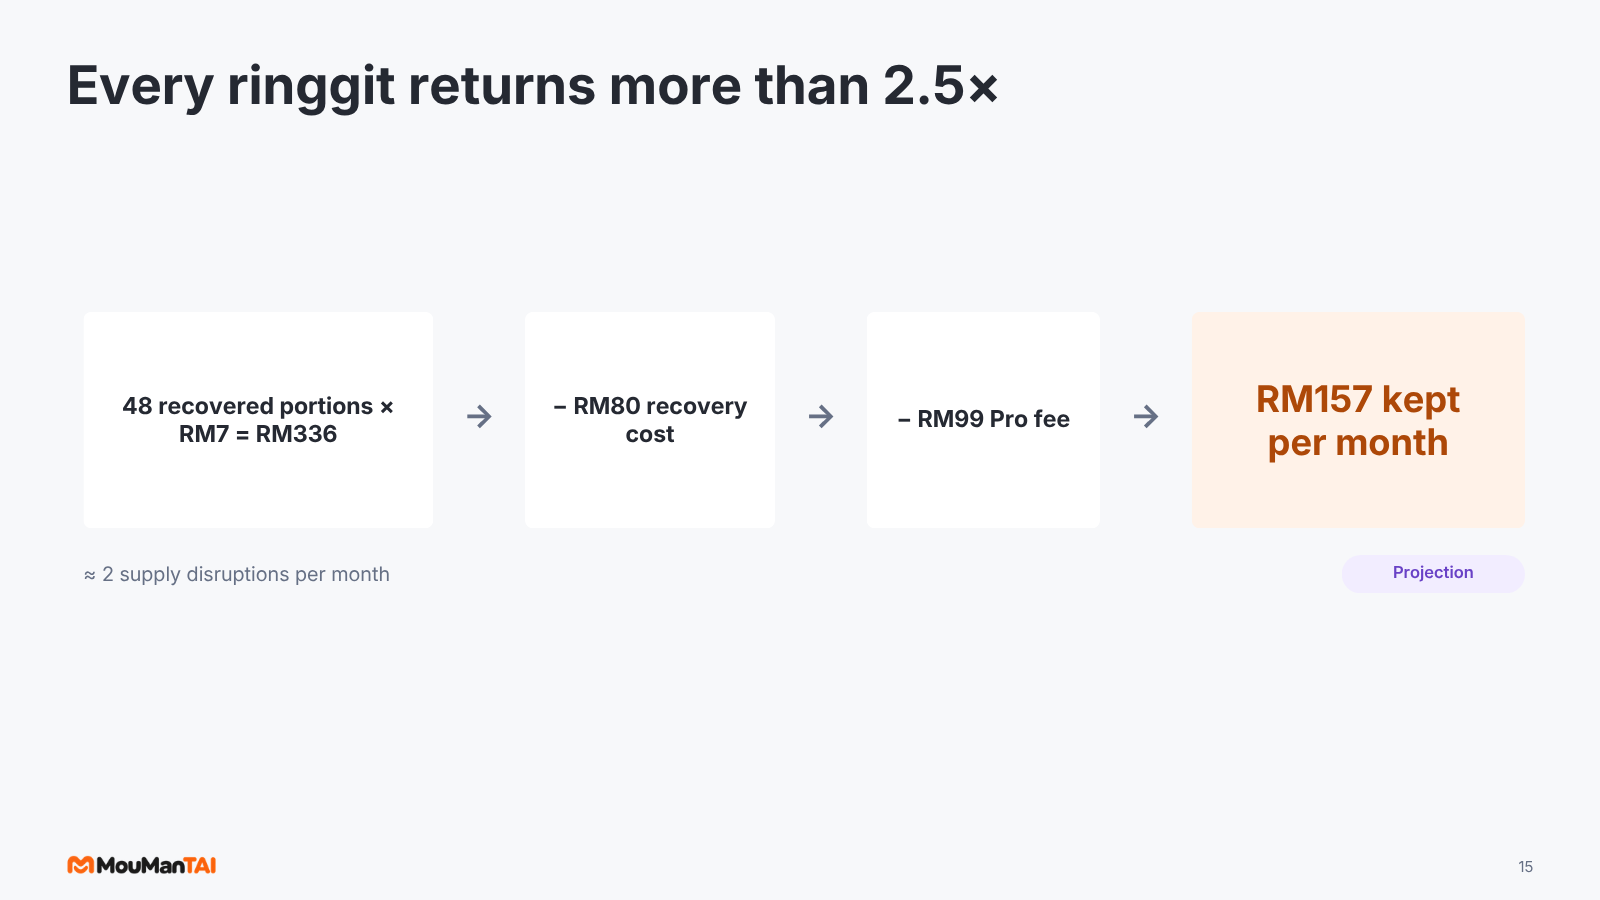 Every ringgit returns more than 2.5×
48 recovered portions ×
RM7 = RM336
→
− RM80 recovery
cost
→
− RM99 Pro fee
→
RM157 kept
per month
≈ 2 supply disruptions per month
Projection
MouManTAI
15